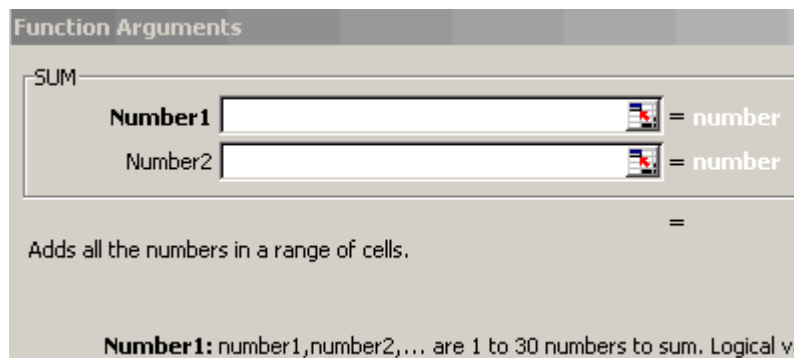 Function Arguments
SUM
Number1 = number
Number2 = number
=
Adds all the numbers in a range of cells.
Number1: number1,number2,... are 1 to 30 numbers to sum. Logical v